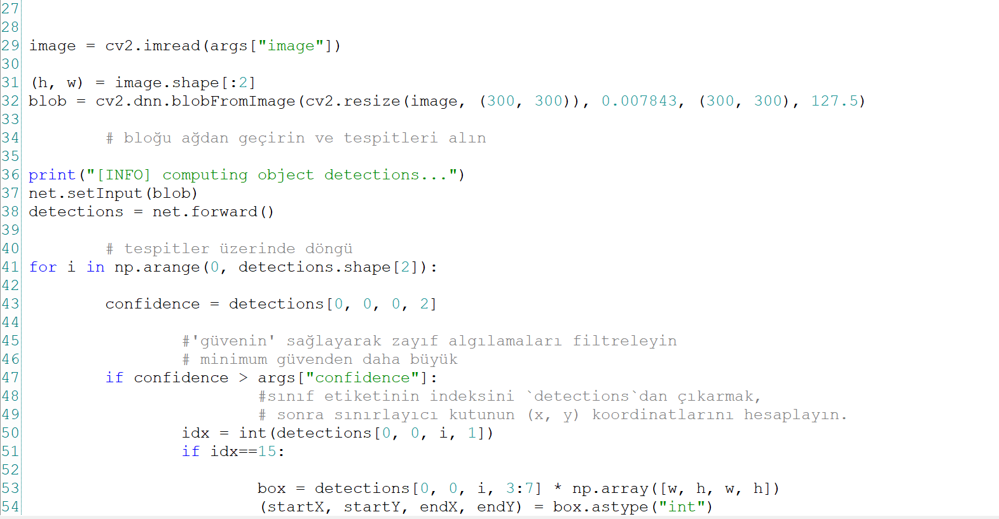 27
28
29 image = cv2.imread(args["image"])
30
31 (h, w) = image.shape[:2]
32 blob = cv2.dnn.blobFromImage(cv2.resize(image, (300, 300)), 0.007843, (300, 300), 127.5)
33
34 # bloğu ağdan geçirin ve tespitleri alın
35
36 print("[INFO] computing object detections...")
37 net.setInput(blob)
38 detections = net.forward()
39
40 # tespitler üzerinde döngü
41 for i in np.arange(0, detections.shape[2]):
42
43 confidence = detections[0, 0, 0, 2]
44
45 #'güvenin' sağlayarak zayıf algılamaları filtreleyin
46 # minimum güvenden daha büyük
47 if confidence > args["confidence"]:
48 #sınıf etiketinin indeksini `detections`dan çıkarmak,
49 # sonra sınırlayıcı kutunun (x, y) koordinatlarını hesaplayın.
50 idx = int(detections[0, 0, i, 1])
51 if idx==15:
52
53 box = detections[0, 0, i, 3:7] * np.array([w, h, w, h])
54 (startX, startY, endX, endY) = box.astype("int")